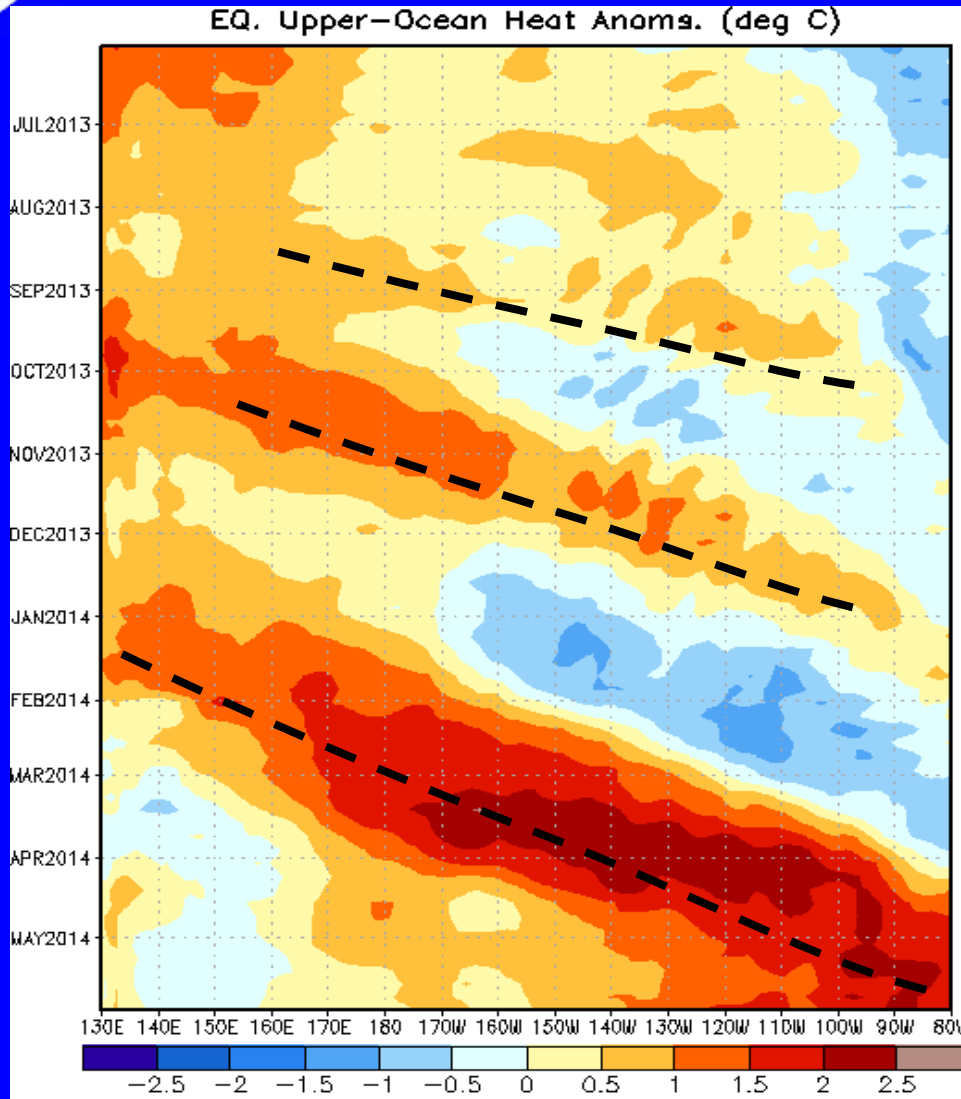 EQ. Upper-Ocean Heat Anoms. (deg C)
JUL2013
AUG2013
SEP2013
OCT2013
NOV2013
DEC2013
JAN2014
FEB2014
MAR2014
APR2014
MAY2014
130E 140E 150E 160E 170E 180 170W 160W 150W 140W 130W 120W 110W 100W 90W 80W
-2.5 -2 -1.5 -1 -0.5 0 0.5 1 1.5 2 2.5